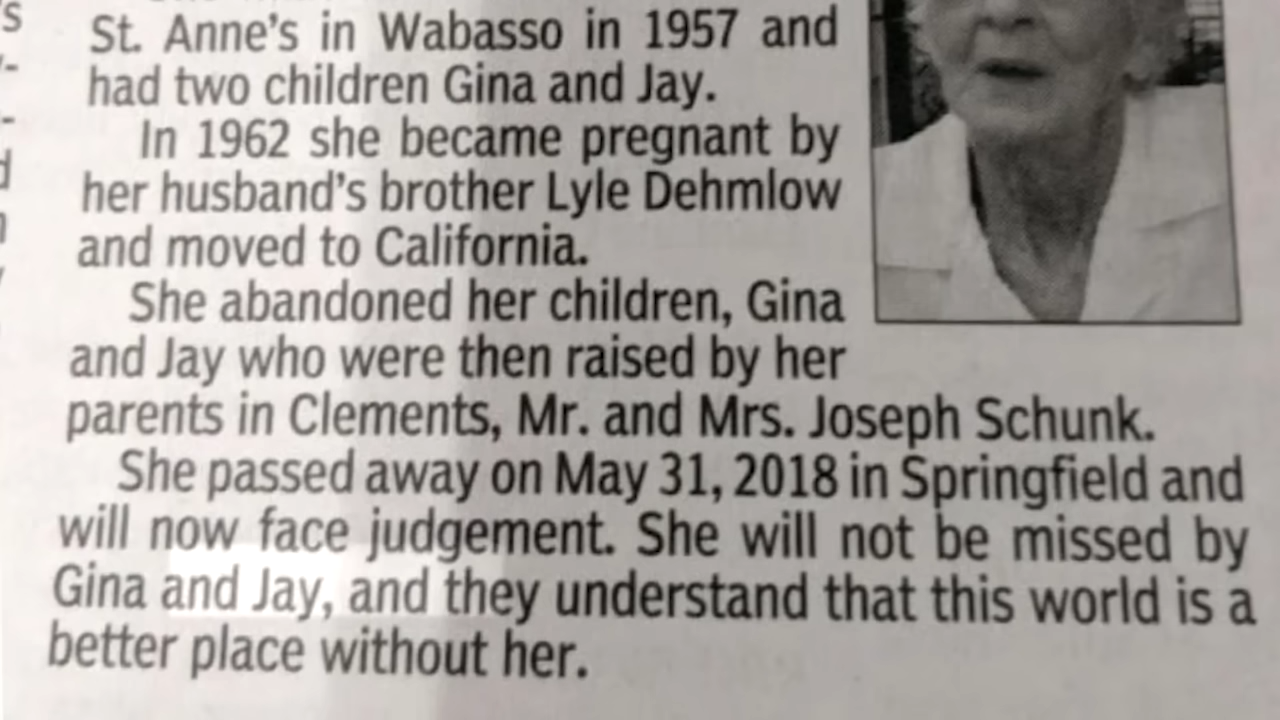 St. Anne's in Wabasso in 1957 and
had two children Gina and Jay.
In 1962 she became pregnant by
her husband's brother Lyle Dehmlow
and moved to California.
She abandoned her children, Gina
and Jay who were then raised by her
parents in Clements, Mr. and Mrs. Joseph Schunk.
She passed away on May 31, 2018 in Springfield and
will now face judgement. She will not be missed by
Gina and Jay, and they understand that this world is a
better place without her.